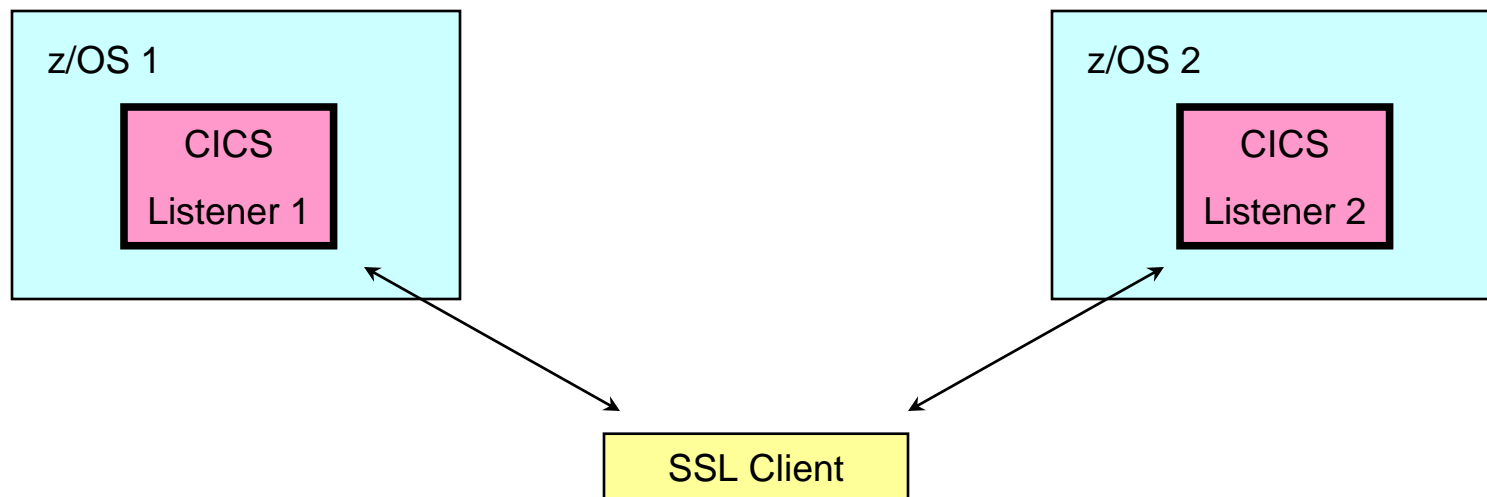 z/OS 1
CICS
Listener 1
z/OS 2
CICS
Listener 2
SSL Client